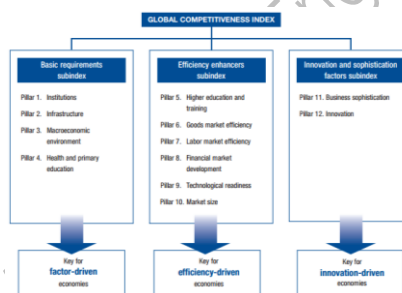 GLOBAL COMPETITIVENESS INDEX
Basic requirements
subindex
Pillar 1. Institutions
Pillar 2. Infrastructure
Pillar 3. Macroeconomic
environment
Pillar 4. Health and primary
education
Key for
factor-driven
economies
Efficiency enhancers
subindex
Pillar 5. Higher education and
training
Pillar 6. Goods market efficiency
Pillar 7. Labor market efficiency
Pillar 8. Financial market
development
Pillar 9. Technological readiness
Pillar 10. Market size
Key for
efficiency-driven
economies
Innovation and sophistication
factors subindex
Pillar 11. Business sophistication
Pillar 12. Innovation
Key for
innovation-driven
economies